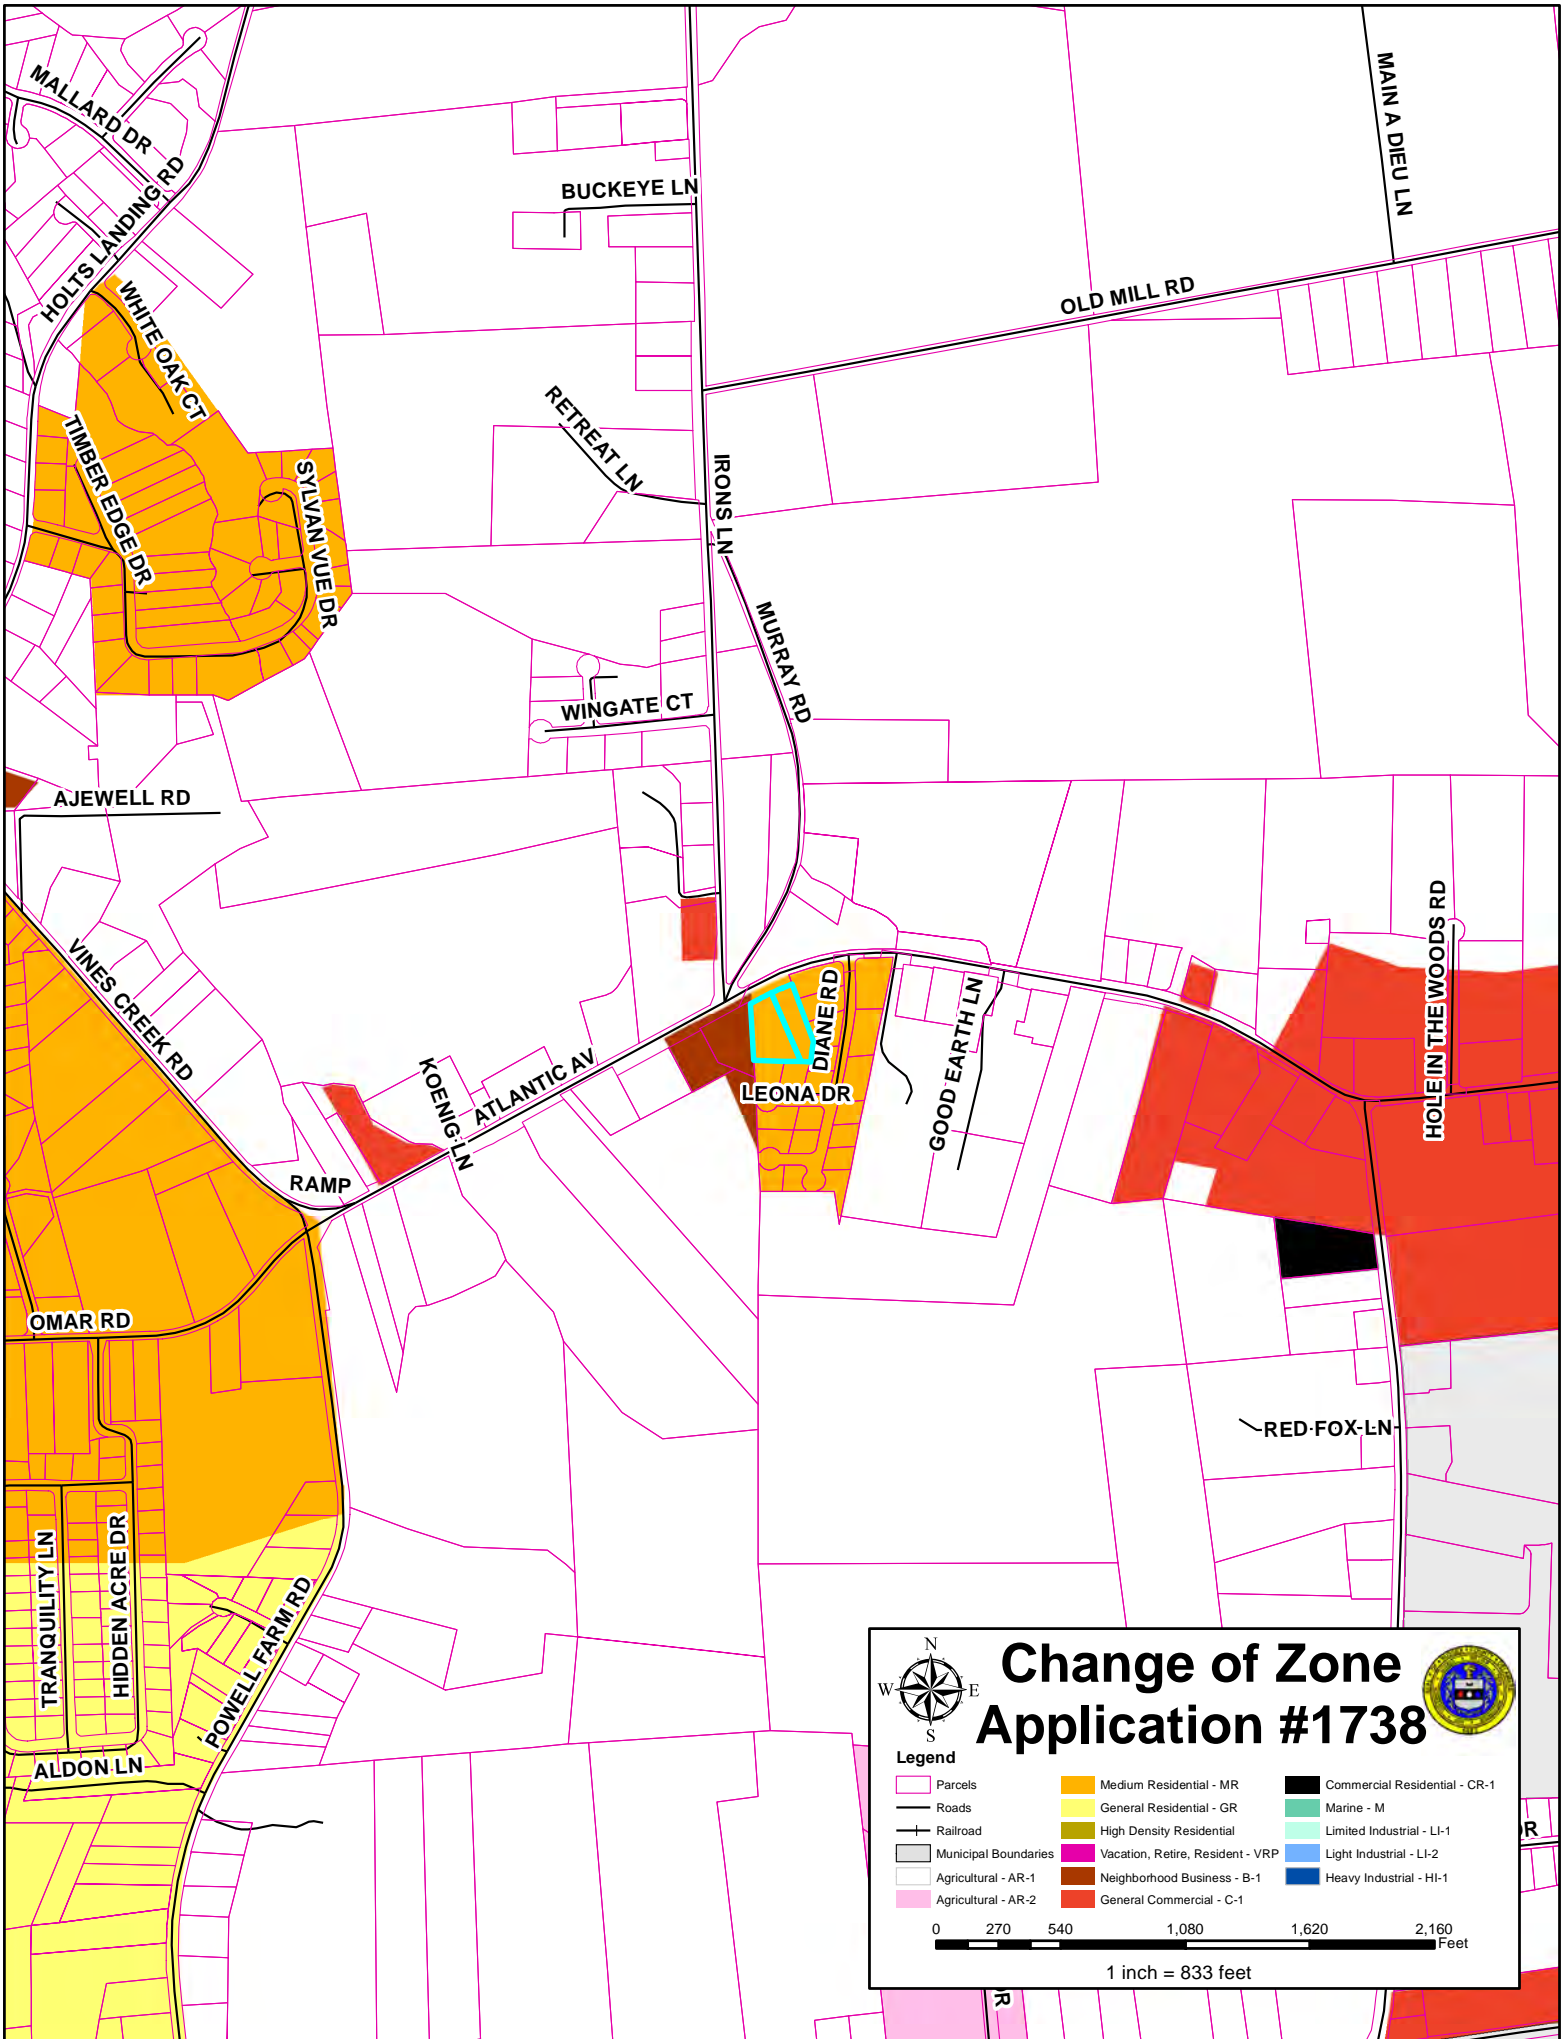 MALLARD DR
MAIN A DIEU LN
BUCKEYE LN
HOLTS LANDING RD
OLD MILL RD
WHITE OAK CT
RETREAT LN
TIMBER EDGE DR
SYLVAN VUE DR
IRONS LN
MURRAY RD
WINGATE CT
AJEWELL RD
VINES CREEK RD
HOLE IN THE WOODS RD
DIANE RD
GOOD EARTH LN
KOENIG LN
ATLANTIC AV
LEONA DR
RAMP
OMAR RD
RED FOX LN
TRANQUILITY LN
HIDDEN ACRE DR
POWELL FARM RD
ALDON LN
N
W E
S
Change of Zone
Application #1738
Legend
Parcels
Roads
Railroad
Municipal Boundaries
Agricultural - AR-1
Agricultural - AR-2
Medium Residential - MR
General Residential - GR
High Density Residential
Vacation, Retire, Resident - VRP
Neighborhood Business - B-1
General Commercial - C-1
Commercial Residential - CR-1
Marine - M
Limited Industrial - LI-1
Light Industrial - LI-2
Heavy Industrial - HI-1
0 270 540 1,080 1,620 2,160
Feet
1 inch = 833 feet
DR